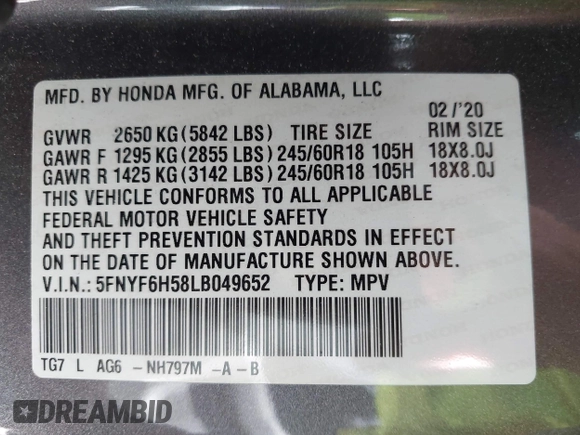 MFD. BY HONDA MFG. OF ALABAMA, LLC
02/'20
GVWR 2650 KG (5842 LBS) TIRE SIZE RIM SIZE
GAWR F 1295 KG (2855 LBS) 245/60R18 105H 18X8.0J
GAWR R 1425 KG (3142 LBS) 245/60R18 105H 18X8.0J
THIS VEHICLE CONFORMS TO ALL APPLICABLE
FEDERAL MOTOR VEHICLE SAFETY
AND THEFT PREVENTION STANDARDS IN EFFECT
ON THE DATE OF MANUFACTURE SHOWN ABOVE.
V.I.N.: 5FNYF6H58LB049652 TYPE: MPV
TG7 L AG6 -NH797M -A-B
DREAMBID